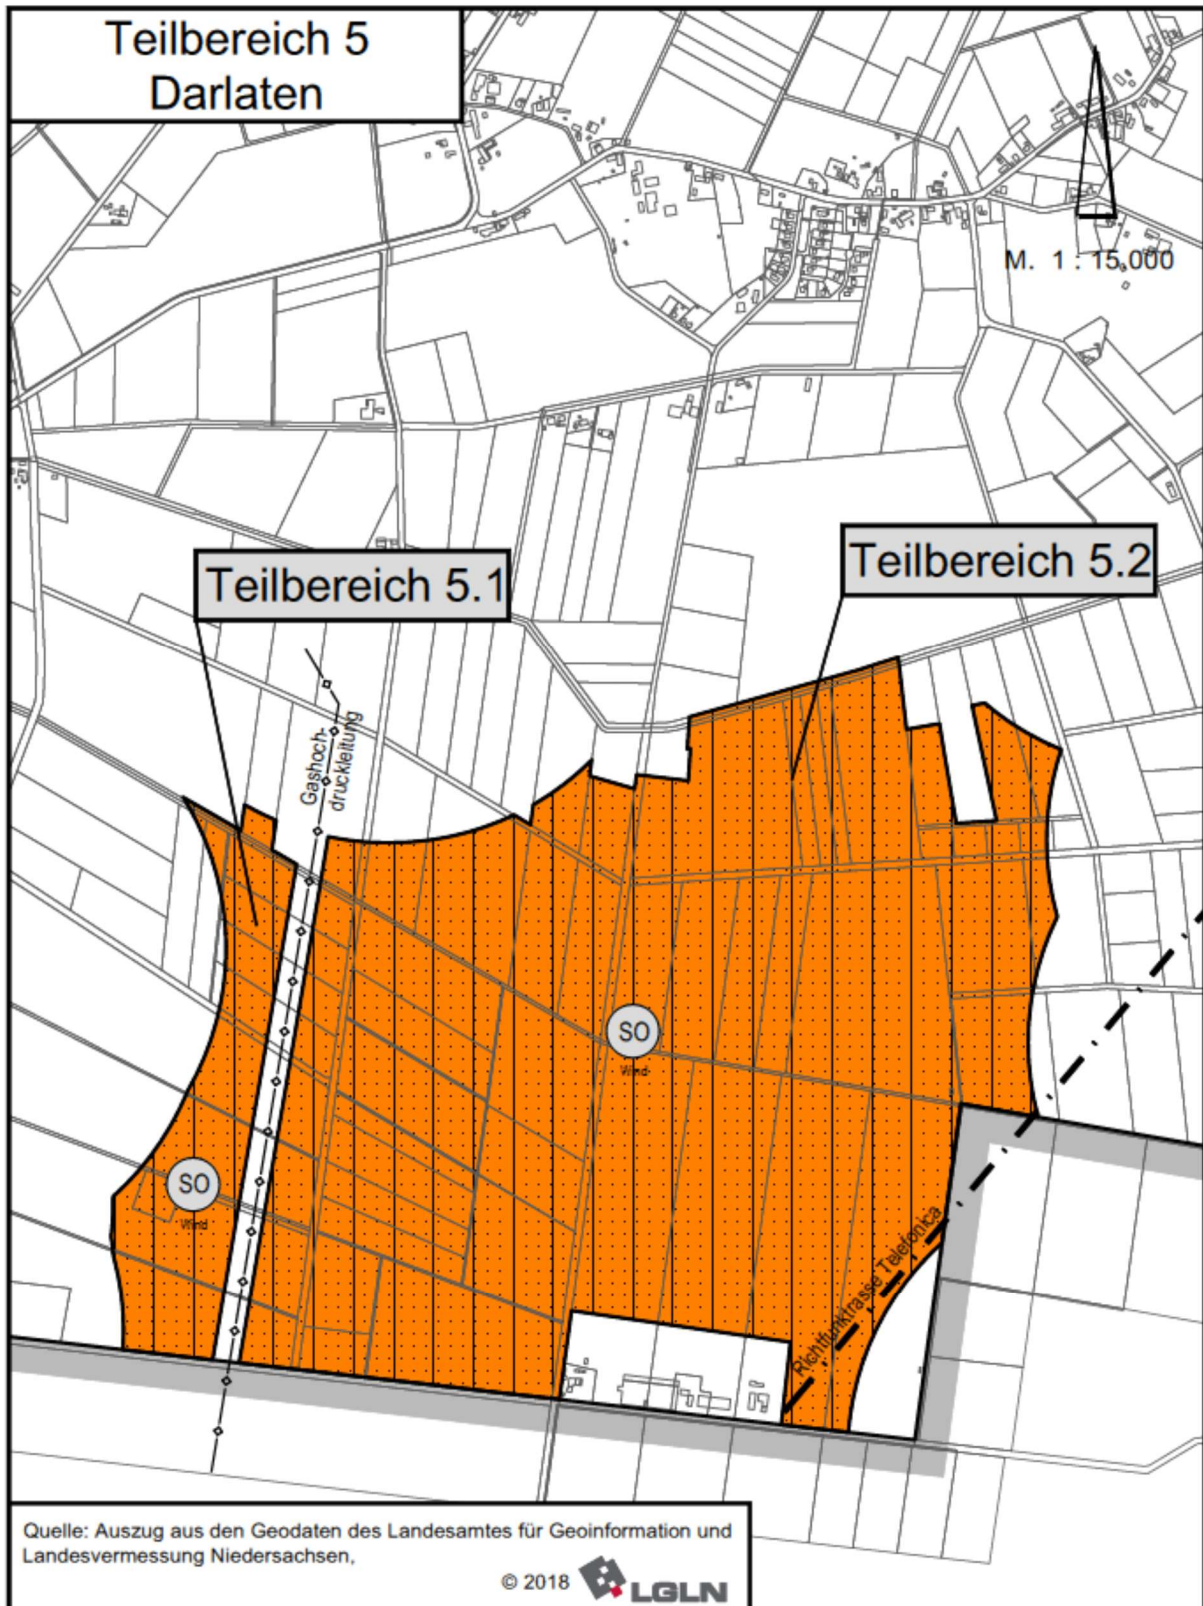 Teilbereich 5
Darlaten
M. 1 : 15.000
Teilbereich 5.1
Teilbereich 5.2
Gashoch-
druckleitung
SO
Wind
SO
Wind
Richtfunktrasse Telefonica
Quelle: Auszug aus den Geodaten des Landesamtes für Geoinformation und
Landesvermessung Niedersachsen,
© 2018 LGLN